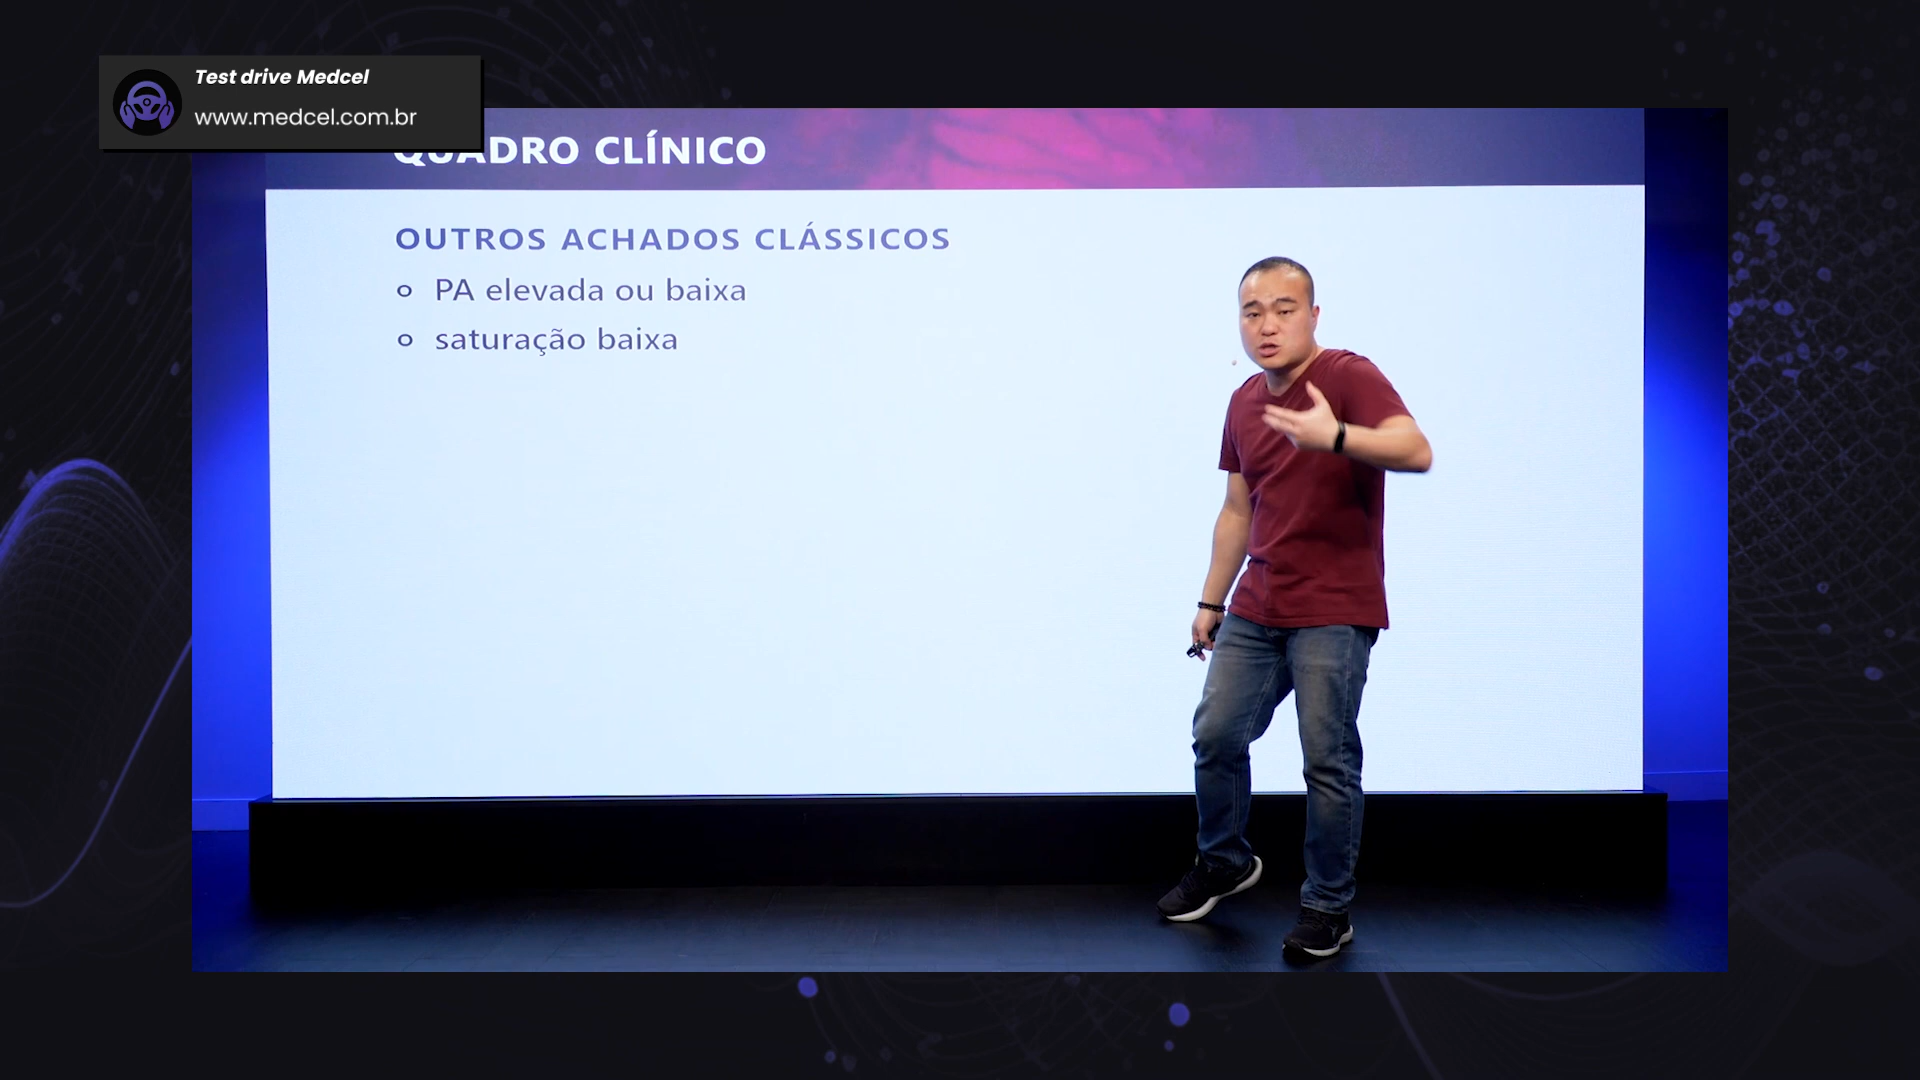 Test drive Medcel
www.medcel.com.br
QUADRO CLÍNICO
OUTROS ACHADOS CLÁSSICOS
o PA elevada ou baixa
o saturação baixa